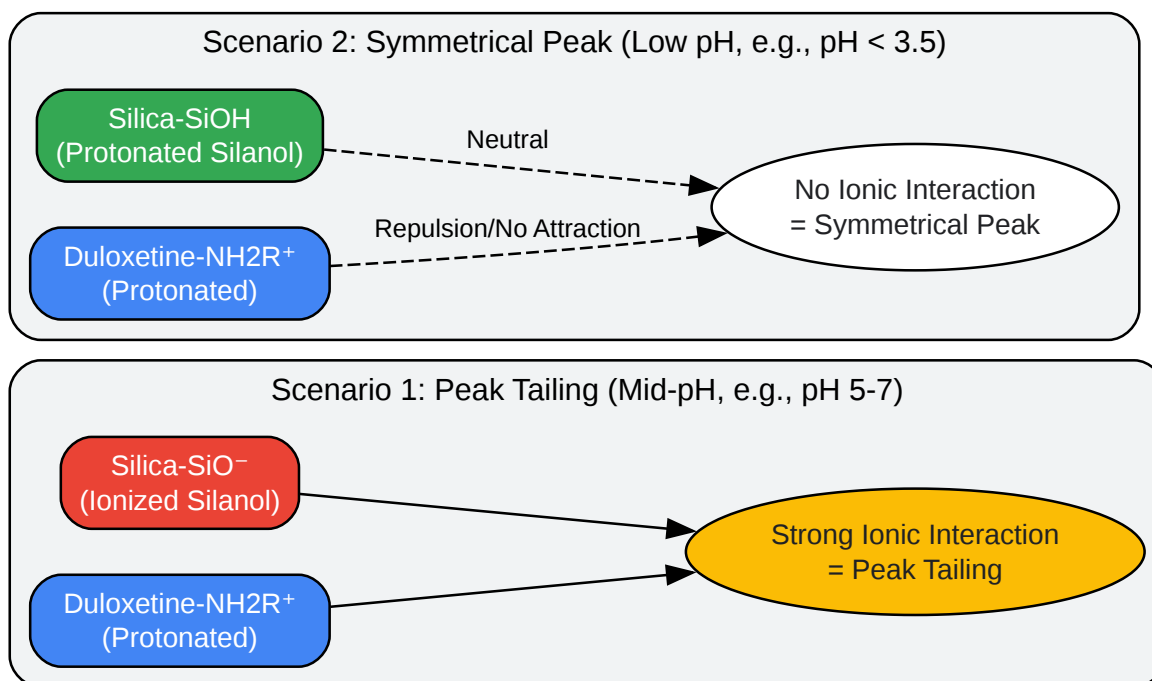 Scenario 2: Symmetrical Peak (Low pH, e.g., pH < 3.5)
Silica-SiOH
(Protonated Silanol)
Neutral
No Ionic Interaction
= Symmetrical Peak
Repulsion/No Attraction
Duloxetine-NH2R⁺
(Protonated)
Scenario 1: Peak Tailing (Mid-pH, e.g., pH 5-7)
Silica-SiO⁻
(Ionized Silanol)
Strong Ionic Interaction
= Peak Tailing
Duloxetine-NH2R⁺
(Protonated)